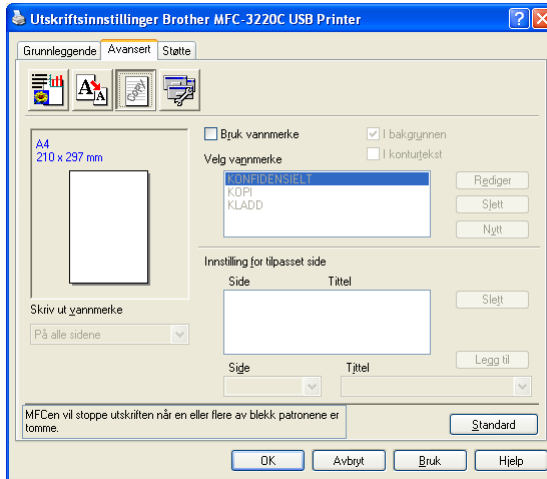 Utskriftsinnstillinger Brother MFC-3220C USB Printer
Grunnleggende Avansert Støtte
A4
210 x 297 mm
Skriv ut vannmerke
På alle sidene
Bruk vannmerke
I bakgrunnen
I konturtekst
Velg vannmerke
KONFIDENSIELT
KOPI
KLADD
Rediger
Slett
Nytt
Innstilling for tilpasset side
Side Tittel
Slett
Legg til
Side Tittel
MFCen vil stoppe utskriften når en eller flere av blekk patronene er
tomme.
Standard
OK Avbryt Bruk Hjelp